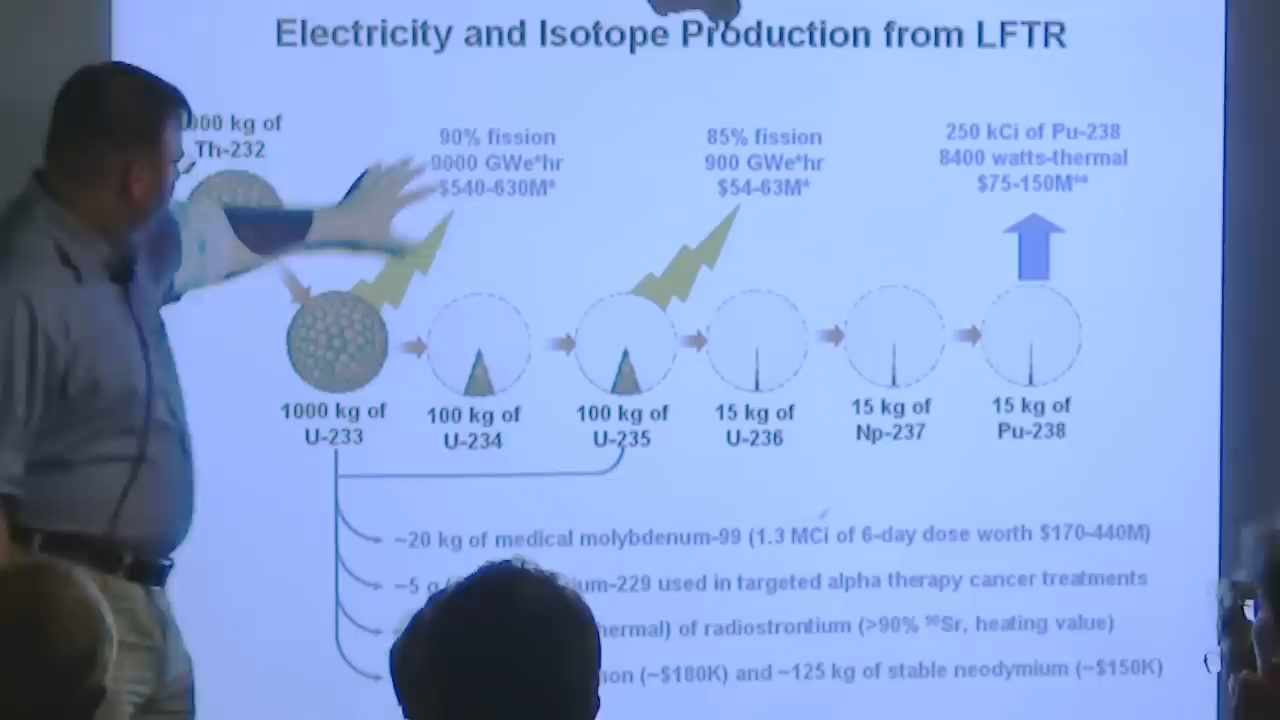 Electricity and Isotope Production from LFTR
1000 kg of
Th-232
90% fission
9000 GWe*hr
$540-630M*
85% fission
900 GWe*hr
$54-63M*
250 kCi of Pu-238
8400 watts-thermal
$75-150M**
1000 kg of
U-233
100 kg of
U-234
100 kg of
U-235
15 kg of
U-236
15 kg of
Np-237
15 kg of
Pu-238
~20 kg of medical molybdenum-99 (1.3 MCi of 6-day dose worth $170-440M)
~5 g used in targeted alpha therapy cancer treatments
of radiostrontium (>90% ⁹⁰Sr, heating value)
(~$180K) and ~125 kg of stable neodymium (~$150K)